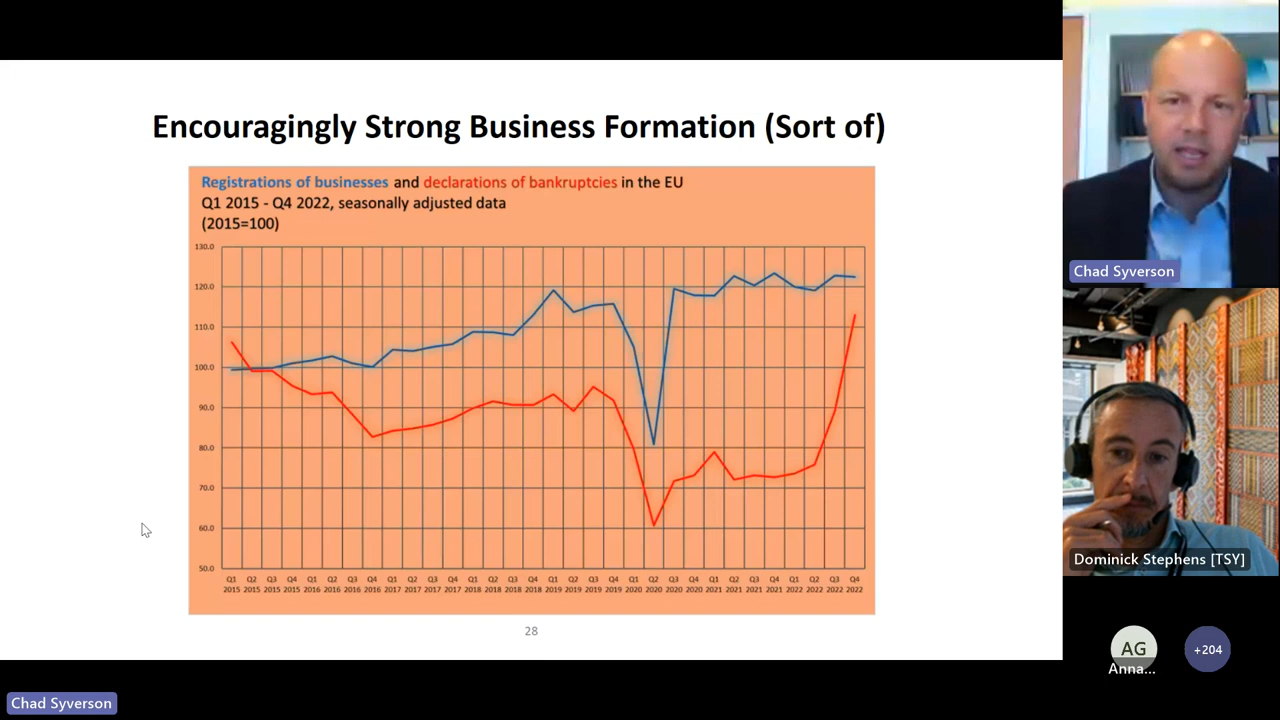 Encouragingly Strong Business Formation (Sort of)
Registrations of businesses and declarations of bankruptcies in the EU
Q1 2015 - Q4 2022, seasonally adjusted data
(2015=100)
130.0
120.0
110.0
100.0
90.0
80.0
70.0
60.0
50.0
Q1 Q2 Q3 Q4 Q1 Q2 Q3 Q4 Q1 Q2 Q3 Q4 Q1 Q2 Q3 Q4 Q1 Q2 Q3 Q4 Q1 Q2 Q3 Q4 Q1 Q2 Q3 Q4 Q1 Q2 Q3 Q4
2015 2015 2015 2015 2016 2016 2016 2016 2017 2017 2017 2017 2018 2018 2018 2018 2019 2019 2019 2019 2020 2020 2020 2020 2021 2021 2021 2021 2022 2022 2022 2022
28
Chad Syverson
Dominick Stephens [TSY]
AG
Anna...
+204
Chad Syverson